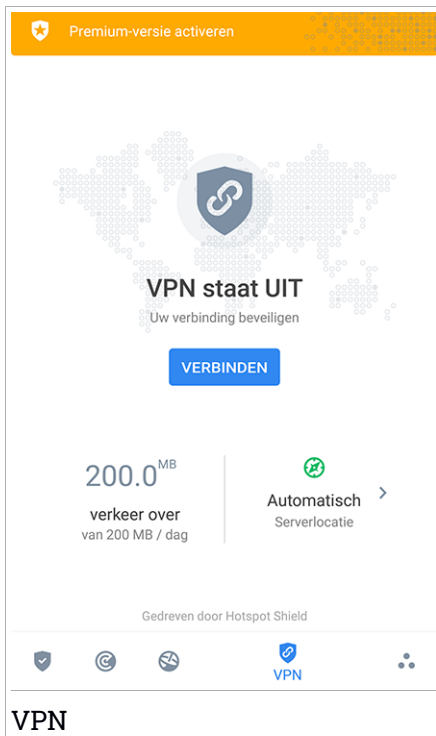 Premium-versie activeren
VPN staat UIT
Uw verbinding beveiligen
VERBINDEN
200.0 MB
verkeer over
van 200 MB / dag
Automatisch
Serverlocatie
Gedreven door Hotspot Shield
VPN
VPN